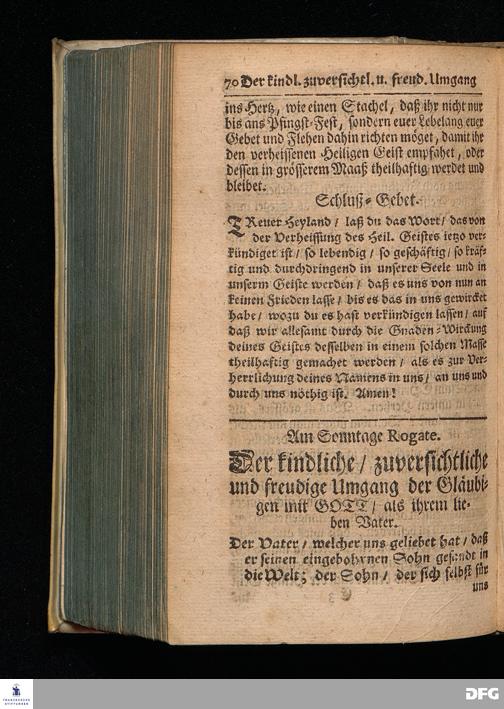 70 Der kindl. zuversichtl. u. freud. Umgang
ins Hertz, wie einen Stachel, daß ihr nicht nur
bis ans Pfingst-Fest, sondern euer Lebelang euer
Gebet und Flehen dahin richten möget, damit ihr
den verheissenen Heiligen Geist empfahet, oder
dessen in grösserem Maaß theilhaftig werdet und
bleibet.
Schluß-Gebet.
TReuer Heyland / laß du das Wort / das von
der Verheissung des Heil. Geistes ietzo ver-
kündiget ist / so lebendig / so geschäftig / so kräf-
tig und durchdringend in unserer Seele und in
unserm Geiste werden / daß es uns von nun an
keinen Frieden lasse / bis es das in uns gewircket
habe / wozu du es hast verkündigen lassen / auf
daß wir allesamt durch die Gnaden-Wirckung
deines Geistes desselben in einem solchen Masse
theilhaftig gemachet werden / als es zur Ver-
herrlichung deines Namens in uns / an uns und
durch uns nöthig ist. Amen!
Am Sonntage Rogate.
Der kindliche / zuversichtliche
und freudige Umgang der Gläubi-
gen mit GOTT / als ihrem lie-
ben Vater.
Der Vater / welcher uns geliebet hat / daß
er seinen eingebohrnen Sohn gesandt in
die Welt; der Sohn / der sich selbst für
uns
FRANCKESCHE
STIFTUNGEN
DFG